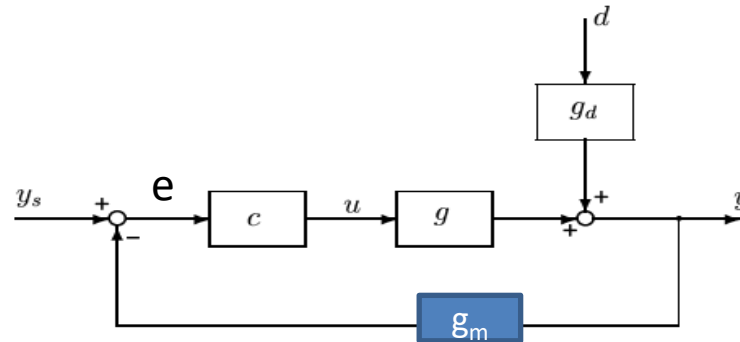 d
g_d
y_s + e c u g + + y
−
g_m